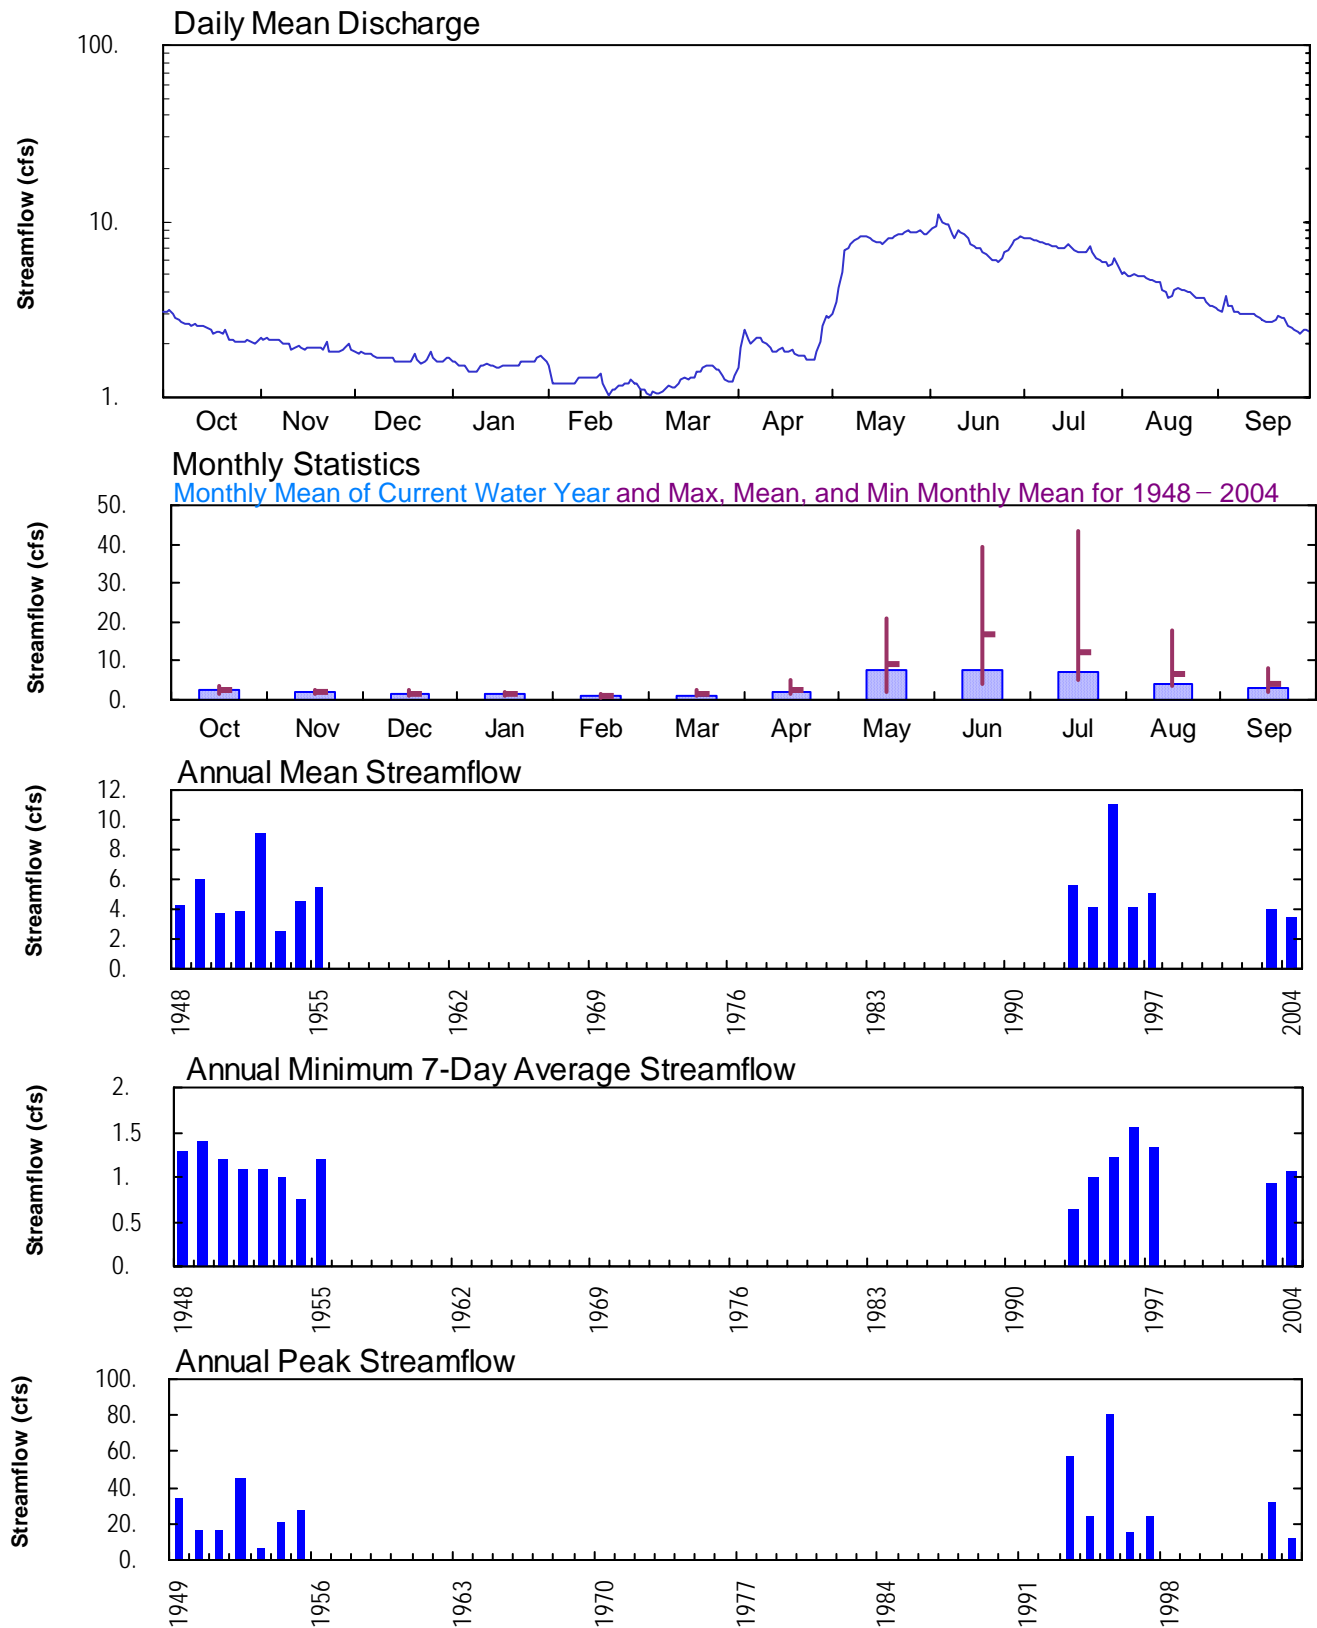 Daily Mean Discharge
Streamflow (cfs)
100.
10.
1.
Oct Nov Dec Jan Feb Mar Apr May Jun Jul Aug Sep
Monthly Statistics
Monthly Mean of Current Water Year and Max, Mean, and Min Monthly Mean for 1948 – 2004
Streamflow (cfs)
50.
40.
30.
20.
10.
0.
Oct Nov Dec Jan Feb Mar Apr May Jun Jul Aug Sep
Annual Mean Streamflow
Streamflow (cfs)
12.
10.
8.
6.
4.
2.
0.
1948 1955 1962 1969 1976 1983 1990 1997 2004
Annual Minimum 7-Day Average Streamflow
Streamflow (cfs)
2.
1.5
1.
0.5
0.
1948 1955 1962 1969 1976 1983 1990 1997 2004
Annual Peak Streamflow
Streamflow (cfs)
100.
80.
60.
40.
20.
0.
1949 1956 1963 1970 1977 1984 1991 1998